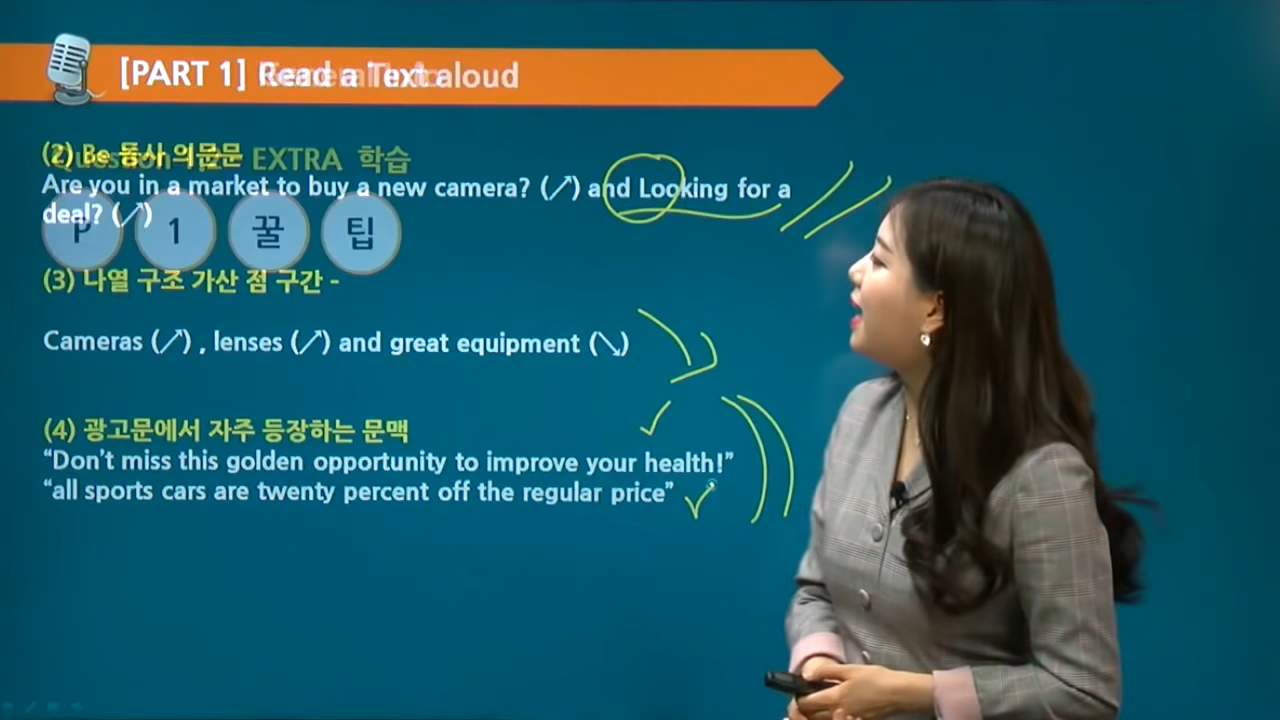 [PART 1] Read a Text aloud
(2) Be 동사 의문문
EXTRA 학습
Are you in a market to buy a new camera? (↗) and Looking for a
deal? (↗)
P 1 꿀 팁
(3) 나열 구조 가산 점 구간 -
Cameras (↗) , lenses (↗) and great equipment (↘)
(4) 광고문에서 자주 등장하는 문맥
“Don’t miss this golden opportunity to improve your health!”
“all sports cars are twenty percent off the regular price”